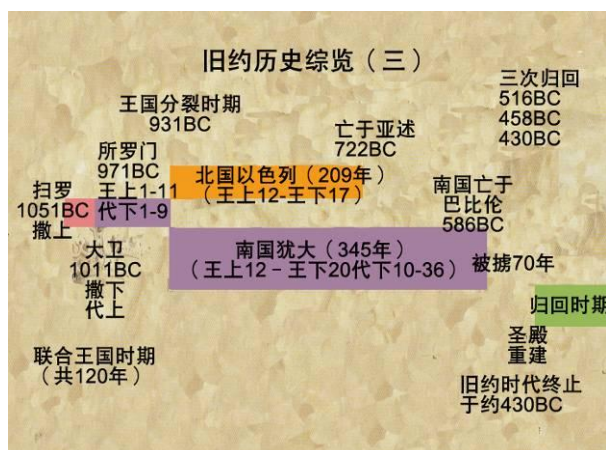 旧约历史综览（三）
三次归回
516BC
458BC
430BC
王国分裂时期
931BC
亡于亚述
722BC
所罗门
971BC
王上1-11
代下1-9
北国以色列（209年）
（王上12-王下17）
扫罗
1051BC
撒上
南国亡于
巴比伦
586BC
大卫
1011BC
撒下
代上
南国犹大（345年）
（王上12－王下20代下10-36）
被掳70年
归回时期
圣殿
重建
联合王国时期
（共120年）
旧约时代终止
于约430BC